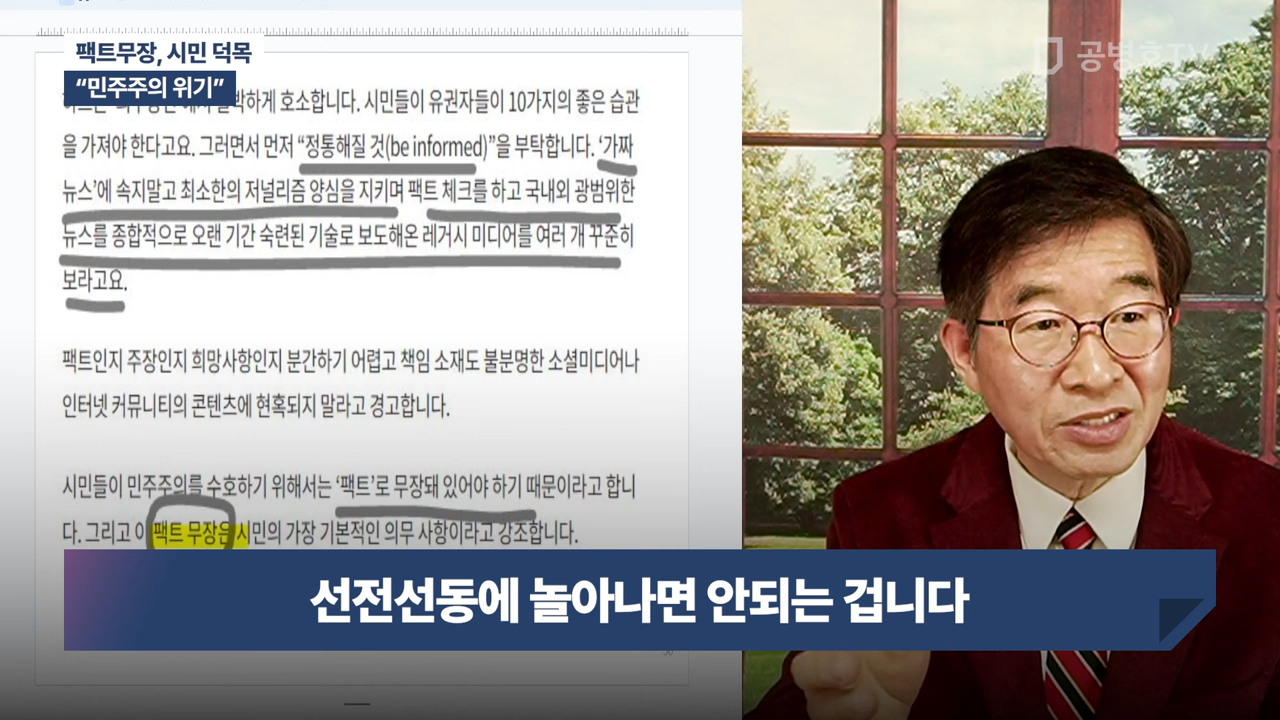 팩트무장, 시민 덕목
“민주주의 위기”
공병호TV
하게 호소합니다. 시민들이 유권자들이 10가지의 좋은 습관
을 가져야 한다고요. 그러면서 먼저 “정통해질 것(be informed)”을 부탁합니다. ‘가짜
뉴스’에 속지말고 최소한의 저널리즘 양심을 지키며 팩트 체크를 하고 국내외 광범위한
뉴스를 종합적으로 오랜 기간 숙련된 기술로 보도해온 레거시 미디어를 여러 개 꾸준히
보라고요.
팩트인지 주장인지 희망사항인지 분간하기 어렵고 책임 소재도 불분명한 소셜미디어나
인터넷 커뮤니티의 콘텐츠에 현혹되지 말라고 경고합니다.
시민들이 민주주의를 수호하기 위해서는 ‘팩트’로 무장돼 있어야 하기 때문이라고 합니
다. 그리고 이 팩트 무장은 시민의 가장 기본적인 의무 사항이라고 강조합니다.
선전선동에 놀아나면 안되는 겁니다